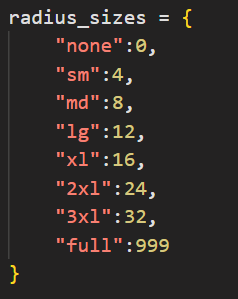 radius_sizes = {
    "none":0,
    "sm":4,
    "md":8,
    "lg":12,
    "xl":16,
    "2xl":24,
    "3xl":32,
    "full":999
}